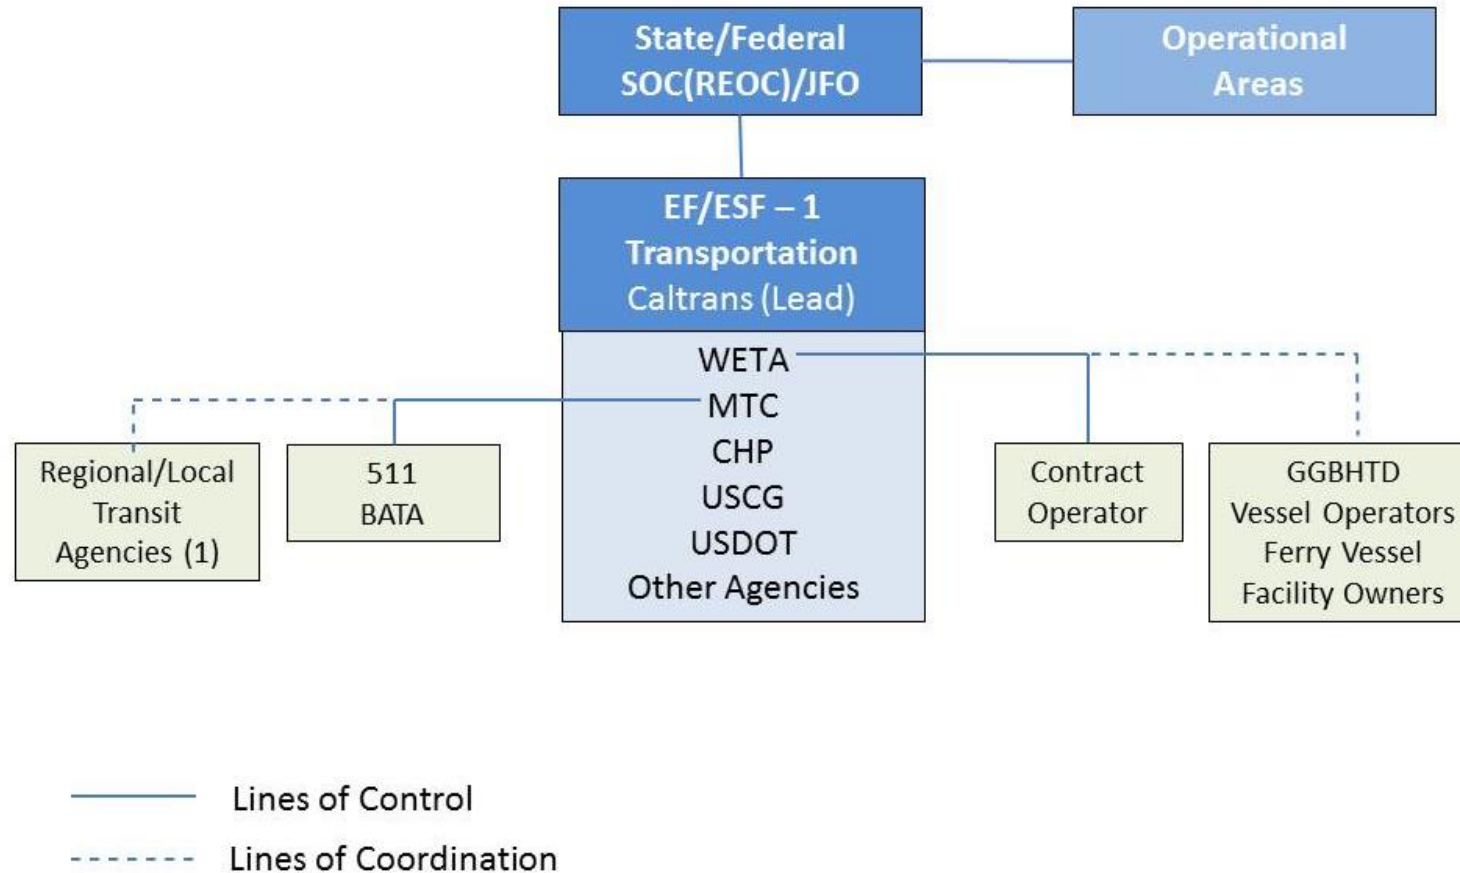 State/Federal
SOC(REOC)/JFO
Operational
Areas
EF/ESF – 1
Transportation
Caltrans (Lead)
WETA
MTC
CHP
USCG
USDOT
Other Agencies
Regional/Local
Transit
Agencies (1)
511
BATA
Contract
Operator
GGBHTD
Vessel Operators
Ferry Vessel
Facility Owners
Lines of Control
Lines of Coordination